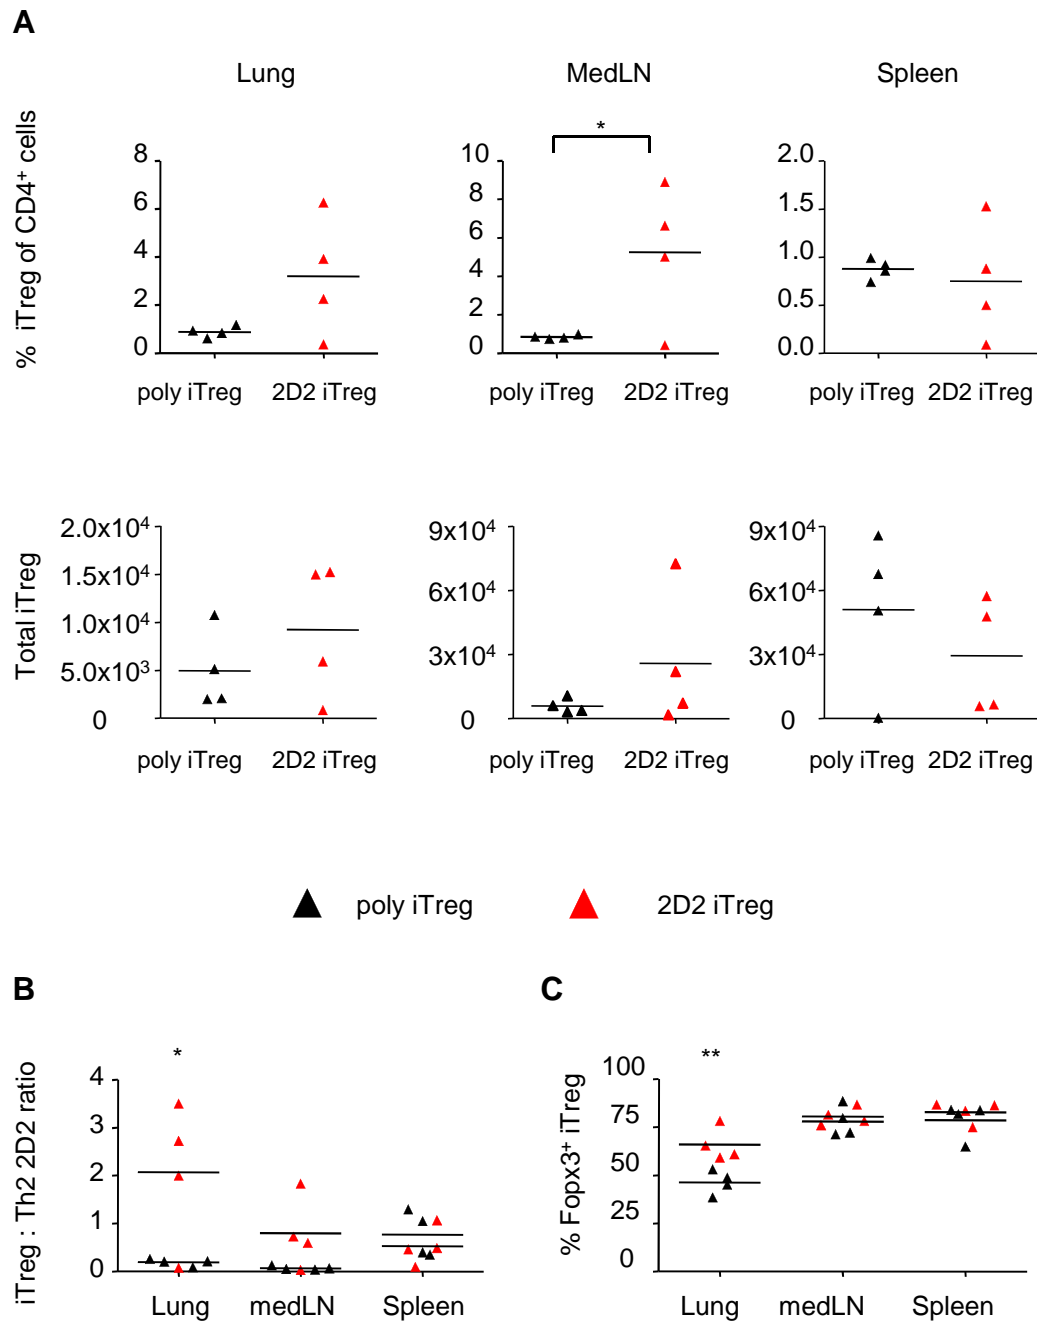 A
Lung MedLN Spleen
% iTreg of CD4⁺ cells
*
8 10 2.0
6 8 1.5
4 6 1.0
2 4 0.5
0 2 0.0
0
poly iTreg 2D2 iTreg poly iTreg 2D2 iTreg poly iTreg 2D2 iTreg
Total iTreg
2.0x10⁴ 9x10⁴ 9x10⁴
1.5x10⁴ 6x10⁴ 6x10⁴
1.0x10⁴ 3x10⁴ 3x10⁴
5.0x10³ 0 0
0
poly iTreg 2D2 iTreg poly iTreg 2D2 iTreg poly iTreg 2D2 iTreg
poly iTreg 2D2 iTreg
B
iTreg : Th2 2D2 ratio
*
4
3
2
1
0
Lung medLN Spleen
C
% Fopx3⁺ iTreg
**
100
75
50
25
0
Lung medLN Spleen